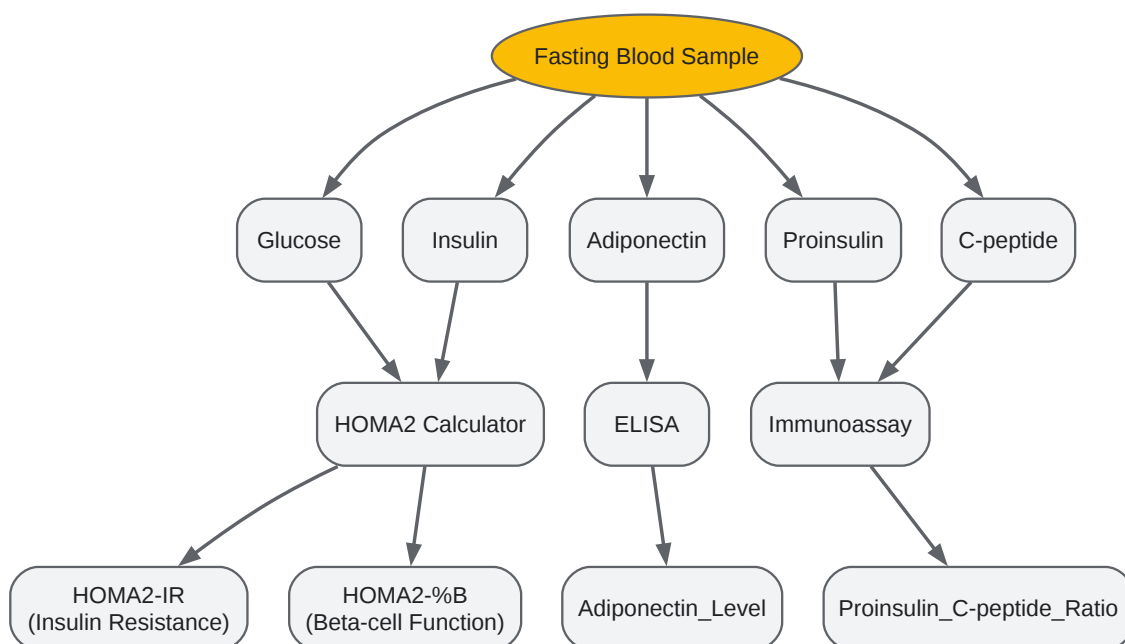 Fasting Blood Sample
Glucose
Insulin
Adiponectin
Proinsulin
C-peptide
HOMA2 Calculator
ELISA
Immunoassay
HOMA2-IR
(Insulin Resistance)
HOMA2-%B
(Beta-cell Function)
Adiponectin_Level
Proinsulin_C-peptide_Ratio